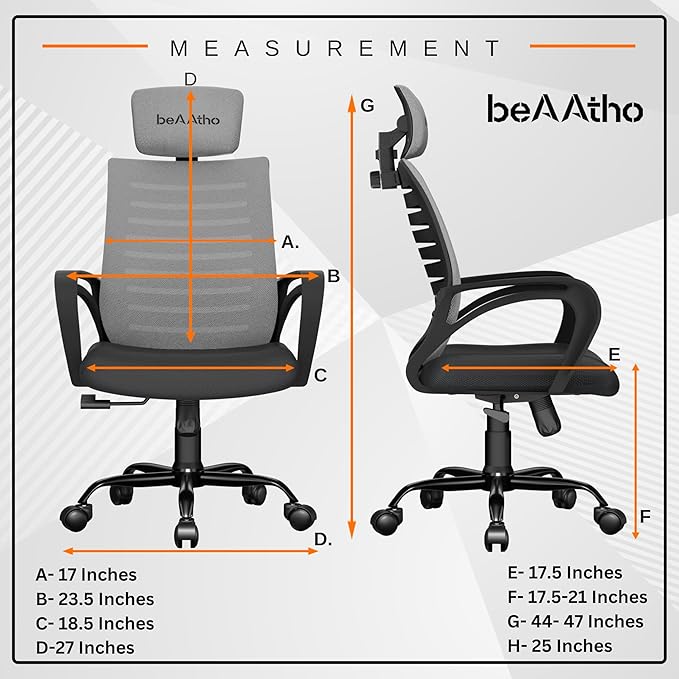 MEASUREMENT
D
beAAtho
G
beAAtho
A.
B
E
C
F
D.
A- 17 Inches
B- 23.5 Inches
C- 18.5 Inches
D-27 Inches
E- 17.5 Inches
F- 17.5-21 Inches
G- 44- 47 Inches
H- 25 Inches